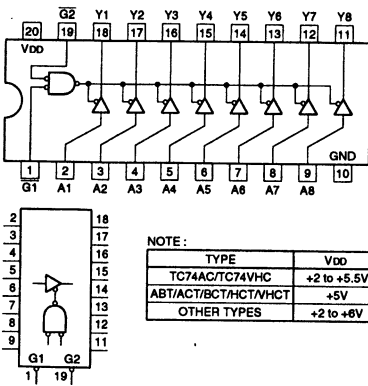 G2 Y1 Y2 Y3 Y4 Y5 Y6 Y7 Y8
20 19 18 17 16 15 14 13 12 11
VDD
GND
1 2 3 4 5 6 7 8 9 10
G1 A1 A2 A3 A4 A5 A6 A7 A8
2 18
3 17
4 16
5 15
6 14
7 13
8 12
9 11
G1 G2
1 19
NOTE :
TYPE VDD
TC74AC/TC74VHC +2 to +5.5V
ABT/ACT/BCT/HCT/VHCT +5V
OTHER TYPES +2 to +6V